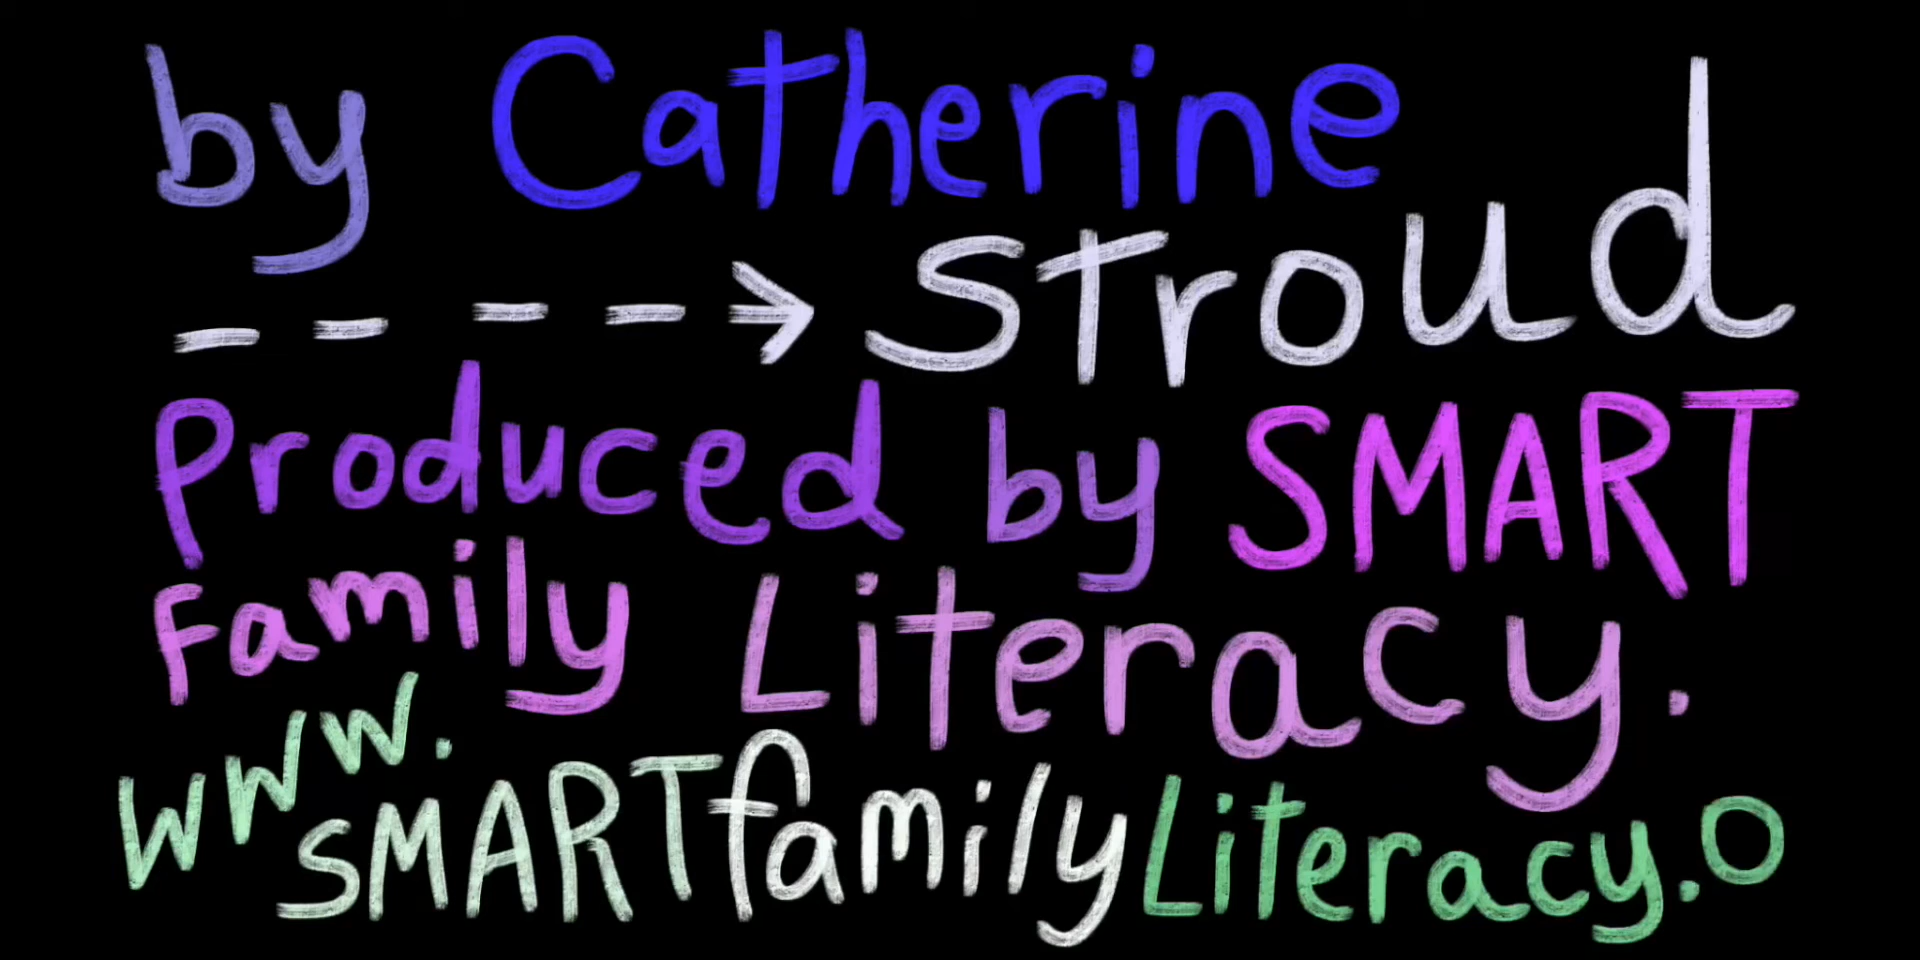 by Catherine
----> Stroud
Produced by SMART
Family Literacy.
www.
SMARTfamilyLiteracy.O